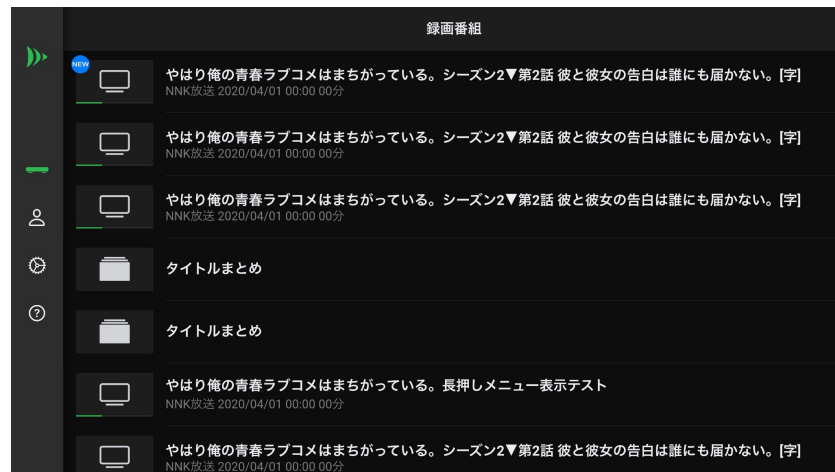 録画番組
NEW
やはり俺の青春ラブコメはまちがっている。シーズン2▼第2話 彼と彼女の告白は誰にも届かない。[字]
NNK放送 2020/04/01 00:00 00分
やはり俺の青春ラブコメはまちがっている。シーズン2▼第2話 彼と彼女の告白は誰にも届かない。[字]
NNK放送 2020/04/01 00:00 00分
やはり俺の青春ラブコメはまちがっている。シーズン2▼第2話 彼と彼女の告白は誰にも届かない。[字]
NNK放送 2020/04/01 00:00 00分
タイトルまとめ
タイトルまとめ
やはり俺の青春ラブコメはまちがっている。長押しメニュー表示テスト
NNK放送 2020/04/01 00:00 00分
やはり俺の青春ラブコメはまちがっている。シーズン2▼第2話 彼と彼女の告白は誰にも届かない。[字]
NNK放送 2020/04/01 00:00 00分